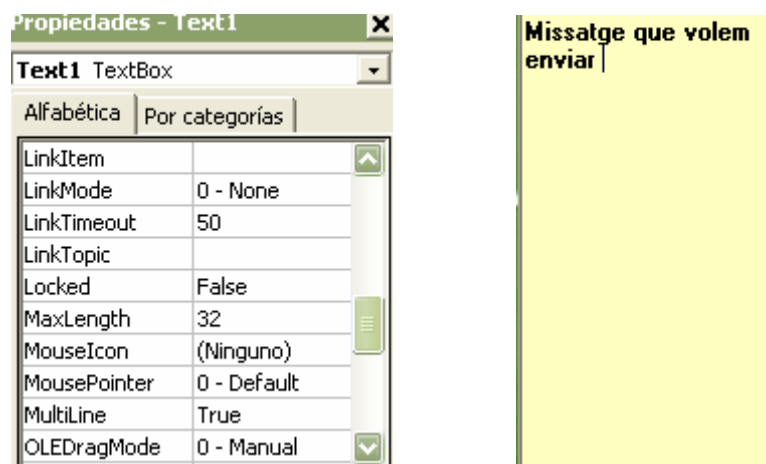 Propiedades - Text1
Text1 TextBox
Alfabética Por categorías
LinkItem
LinkMode 0 - None
LinkTimeout 50
LinkTopic
Locked False
MaxLength 32
MouseIcon (Ninguno)
MousePointer 0 - Default
MultiLine True
OLEDragMode 0 - Manual
Missatge que volem
enviar